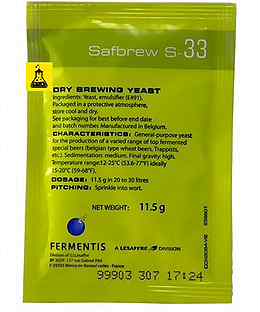 Safbrew S-33
DRY BREWING YEAST
Ingredients: Yeast, emulsifier (E491).
Packaged in a protective atmosphere,
store cool and dry.
See packaging for best before end date
and batch number. Manufactured in Belgium.
CHARACTERISTICS: General-purpose yeast
for the production of a varied range of top fermented
special beers (Belgian type wheat beers, Trappists,
etc.). Sedimentation: medium. Final gravity: high.
Temperature range: 12-25°C (53.6-77°F) ideally
15-20°C (59-68°F).
DOSAGE: 11.5 g in 20 to 30 litres
PITCHING: Sprinkle into wort.
NET WEIGHT: 11.5 g
FERMENTIS
A LESAFFRE DIVISION
Division of S.I.Lesaffre
99903 307 17:24